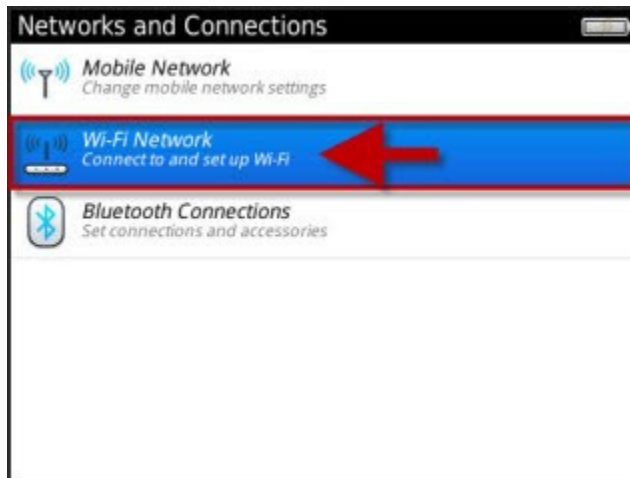 Networks and Connections
Mobile Network
Change mobile network settings
Wi-Fi Network
Connect to and set up Wi-Fi
Bluetooth Connections
Set connections and accessories